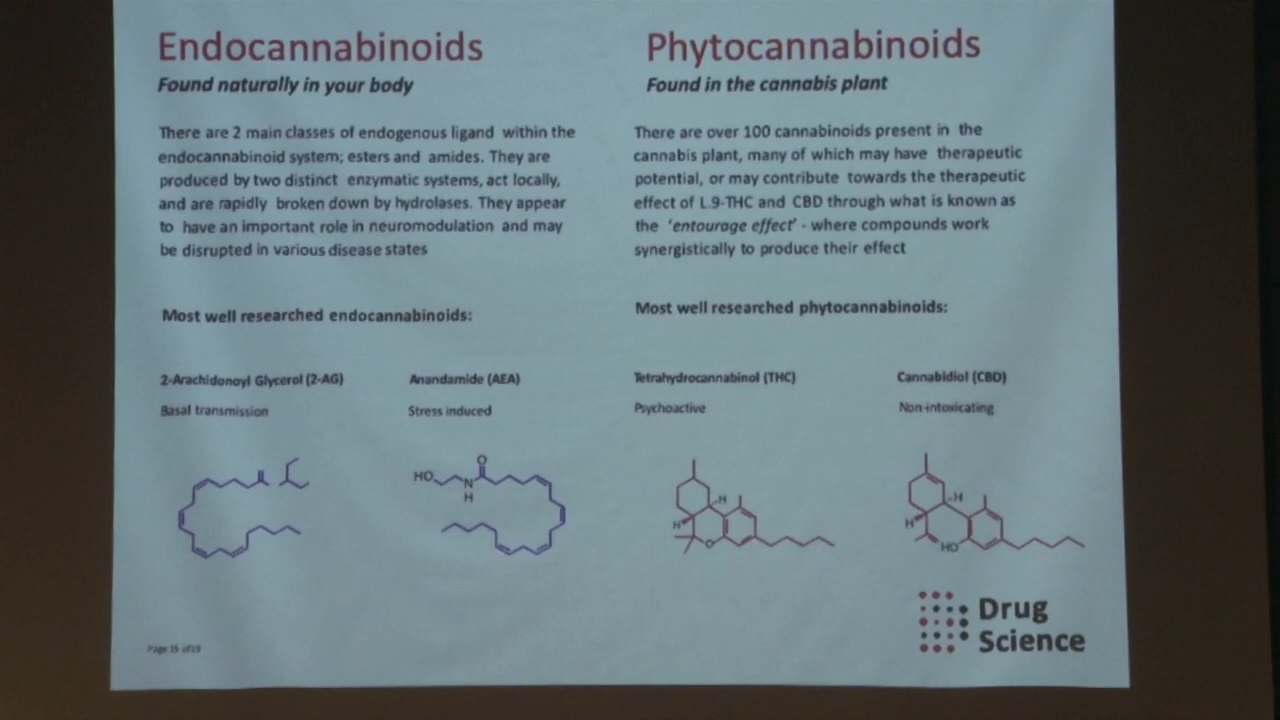 Endocannabinoids
Found naturally in your body
There are 2 main classes of endogenous ligand within the
endocannabinoid system; esters and amides. They are
produced by two distinct enzymatic systems, act locally,
and are rapidly broken down by hydrolases. They appear
to have an important role in neuromodulation and may
be disrupted in various disease states
Most well researched endocannabinoids:
2-Arachidonoyl Glycerol (2-AG)
Basal transmission
Anandamide (AEA)
Stress induced
HO
N
H
O
Phytocannabinoids
Found in the cannabis plant
There are over 100 cannabinoids present in the
cannabis plant, many of which may have therapeutic
potential, or may contribute towards the therapeutic
effect of L.9-THC and CBD through what is known as
the 'entourage effect' - where compounds work
synergistically to produce their effect
Most well researched phytocannabinoids:
Tetrahydrocannabinol (THC)
Psychoactive
H
H
O
Cannabidiol (CBD)
Non-intoxicating
H
H
HO
Drug
Science
Page 15 of19